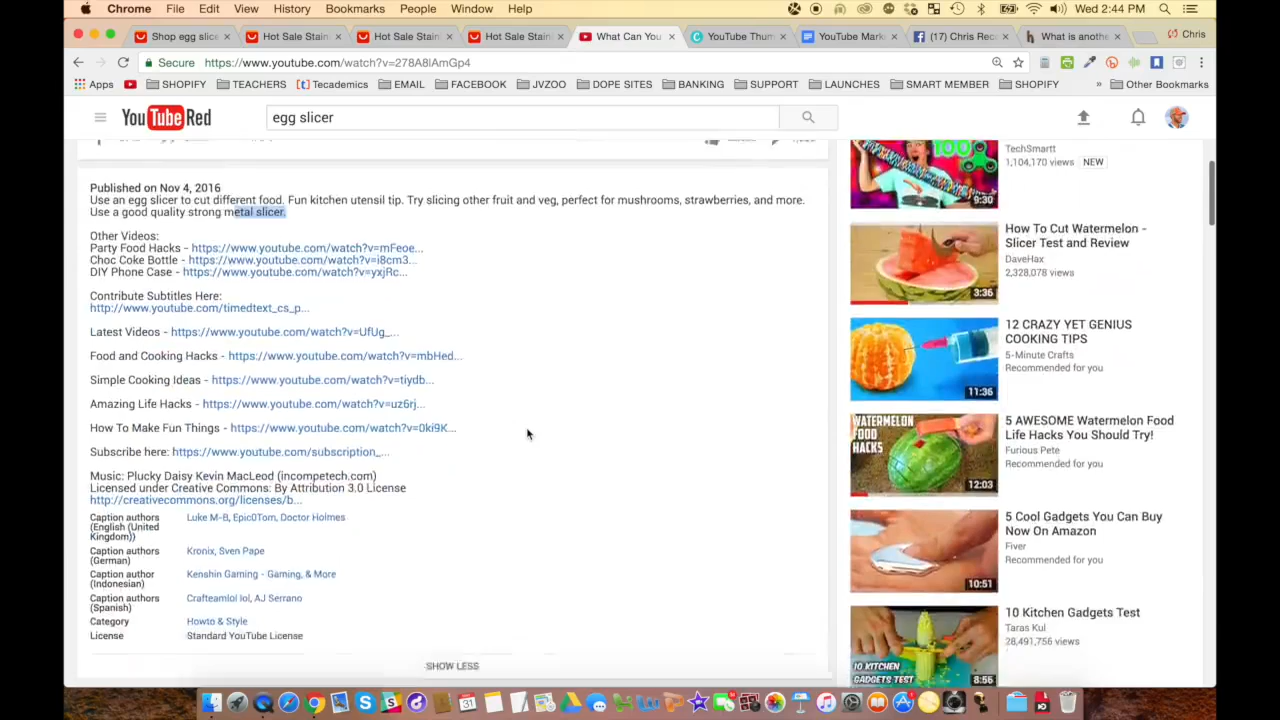 Chrome File Edit View History Bookmarks People Window Help Wed 2:44 PM
Shop egg slice × Hot Sale Stain × Hot Sale Stain × Hot Sale Stain × What Can You × YouTube Thum × YouTube Mark × (17) Chris Rec × What is anothe × Chris
Secure https://www.youtube.com/watch?v=278A8lAmGp4
Apps SHOPIFY TEACHERS Tecademics EMAIL FACEBOOK JVZOO DOPE SITES BANKING SUPPORT LAUNCHES SMART MEMBER SHOPIFY » Other Bookmarks
YouTube Red
egg slicer
Published on Nov 4, 2016
Use an egg slicer to cut different food. Fun kitchen utensil tip. Try slicing other fruit and veg, perfect for mushrooms, strawberries, and more.
Use a good quality strong metal slicer.
Other Videos:
Party Food Hacks - https://www.youtube.com/watch?v=mFeoe...
Choc Coke Bottle - https://www.youtube.com/watch?v=i8cm3...
DIY Phone Case - https://www.youtube.com/watch?v=yxjRc...
Contribute Subtitles Here:
http://www.youtube.com/timedtext_cs_p...
Latest Videos - https://www.youtube.com/watch?v=UfUg_...
Food and Cooking Hacks - https://www.youtube.com/watch?v=mbHed...
Simple Cooking Ideas - https://www.youtube.com/watch?v=tiydb...
Amazing Life Hacks - https://www.youtube.com/watch?v=uz6rj...
How To Make Fun Things - https://www.youtube.com/watch?v=0ki9K...
Subscribe here: https://www.youtube.com/subscription_...
Music: Plucky Daisy Kevin MacLeod (incompetech.com)
Licensed under Creative Commons: By Attribution 3.0 License
http://creativecommons.org/licenses/b...
Caption authors Luke M-B, Epic0Tom, Doctor Holmes
(English (United
Kingdom))
Caption authors Kronix, Sven Pape
(German)
Caption author Kenshin Gaming - Gaming, & More
(Indonesian)
Caption authors Crafteamlol lol, AJ Serrano
(Spanish)
Category Howto & Style
License Standard YouTube License
SHOW LESS
TechSmartt
1,104,170 views NEW
100
9:30
How To Cut Watermelon -
Slicer Test and Review
DaveHax
2,328,078 views
3:36
12 CRAZY YET GENIUS
COOKING TIPS
5-Minute Crafts
Recommended for you
11:36
5 AWESOME Watermelon Food
Life Hacks You Should Try!
Furious Pete
Recommended for you
WATERMELON
FOOD
HACKS
12:03
5 Cool Gadgets You Can Buy
Now On Amazon
Fiver
Recommended for you
10:51
10 Kitchen Gadgets Test
Taras Kul
28,491,756 views
10 KITCHEN
GADGETS TEST
8:56